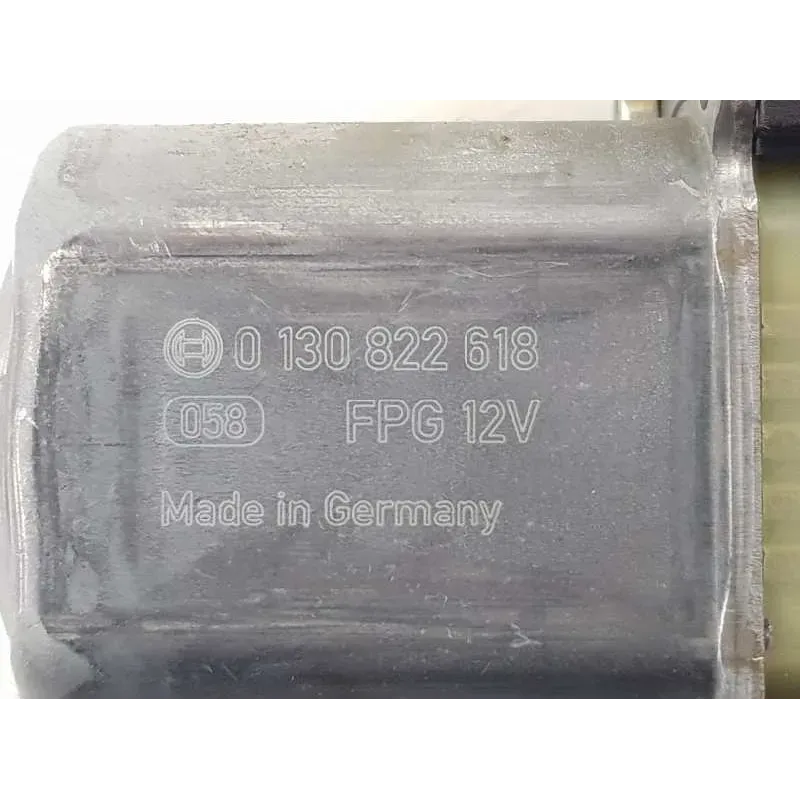 0 130 822 618
058 FPG 12V
Made in Germany